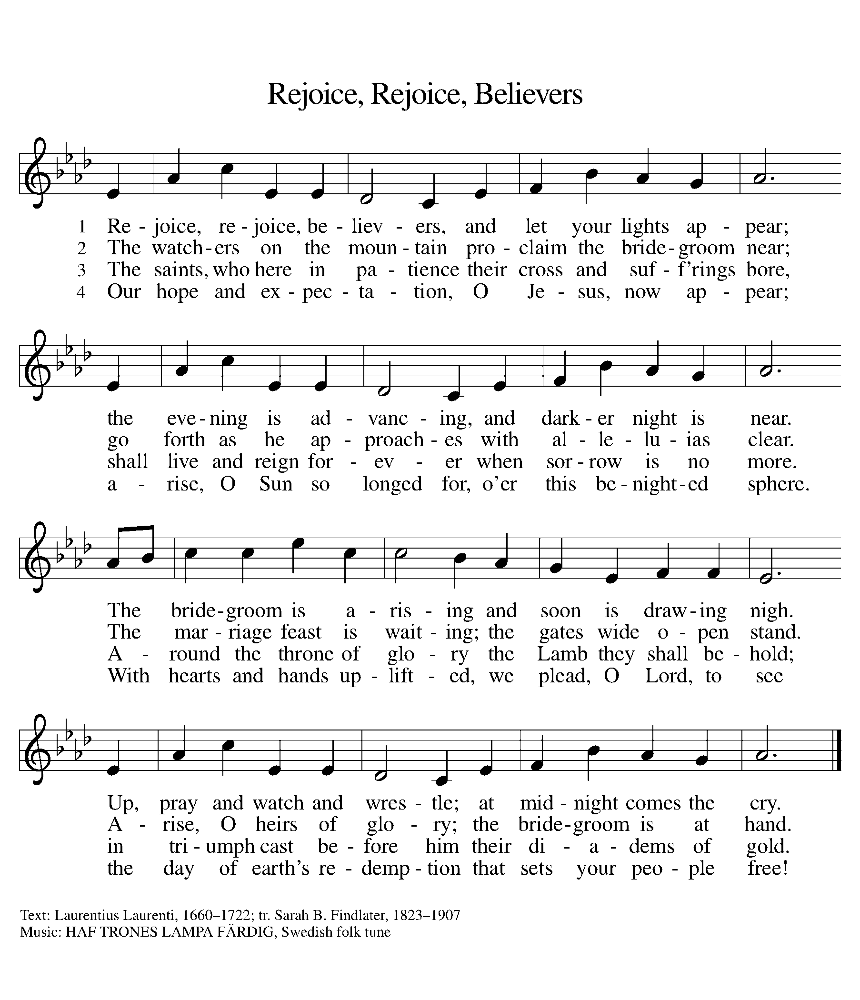 Rejoice, Rejoice, Believers
1 Re - joice, re - joice, be - liev - ers, and let your lights ap - pear;
2 The watch - ers on the moun - tain pro - claim the bride - groom near;
3 The saints, who here in pa - tience their cross and suf - f'rings bore,
4 Our hope and ex - pec - ta - tion, O Je - sus, now ap - pear;
the eve - ning is ad - vanc - ing, and dark - er night is near.
go forth as he ap - proach - es with al - le - lu - ias clear.
shall live and reign for - ev - er when sor - row is no more.
a - rise, O Sun so longed for, o'er this be - night - ed sphere.
The bride - groom is a - ris - ing and soon is draw - ing nigh.
The mar - riage feast is wait - ing; the gates wide o - pen stand.
A - round the throne of glo - ry the Lamb they shall be - hold;
With hearts and hands up - lift - ed, we plead, O Lord, to see
Up, pray and watch and wres - tle; at mid - night comes the cry.
A - rise, O heirs of glo - ry; the bride - groom is at hand.
in tri - umph cast be - fore him their di - a - dems of gold.
the day of earth's re - demp - tion that sets your peo - ple free!
Text: Laurentius Laurenti, 1660–1722; tr. Sarah B. Findlater, 1823–1907
Music: HAF TRONES LAMPA FÄRDIG, Swedish folk tune